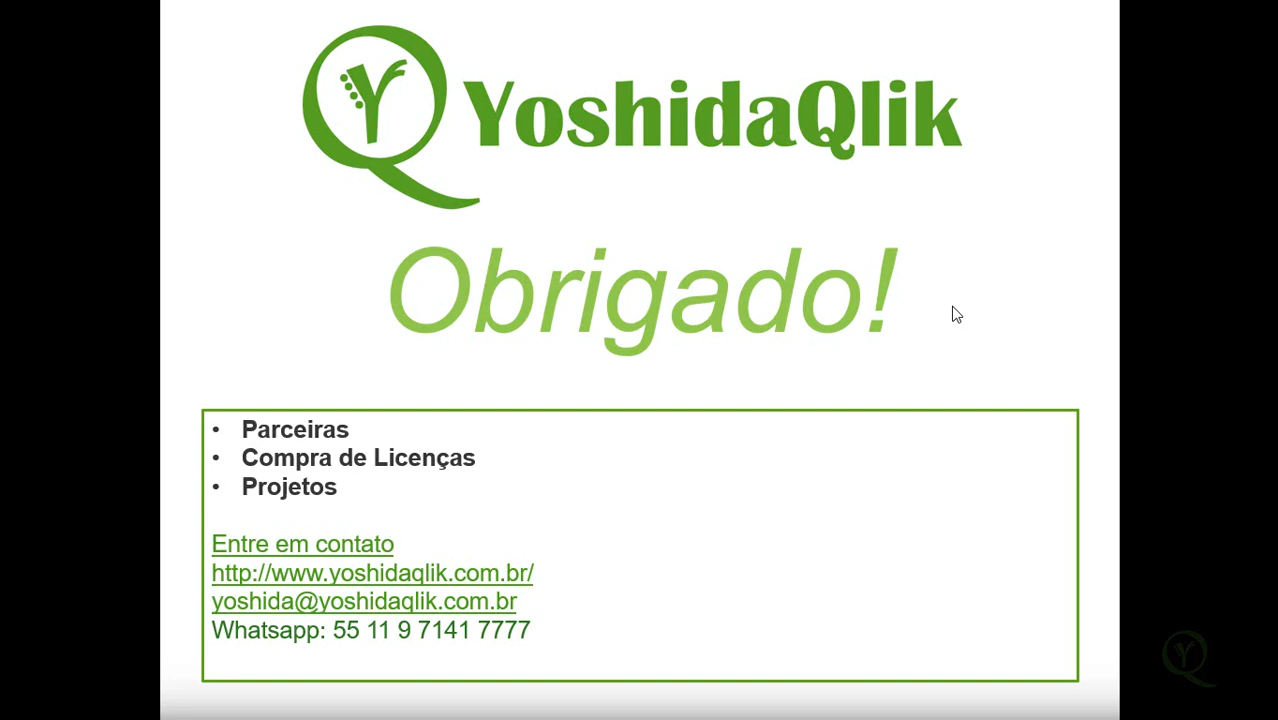 YoshidaQlik
Obrigado!
• Parceiras
• Compra de Licenças
• Projetos
Entre em contato
http://www.yoshidaqlik.com.br/
yoshida@yoshidaqlik.com.br
Whatsapp: 55 11 9 7141 7777